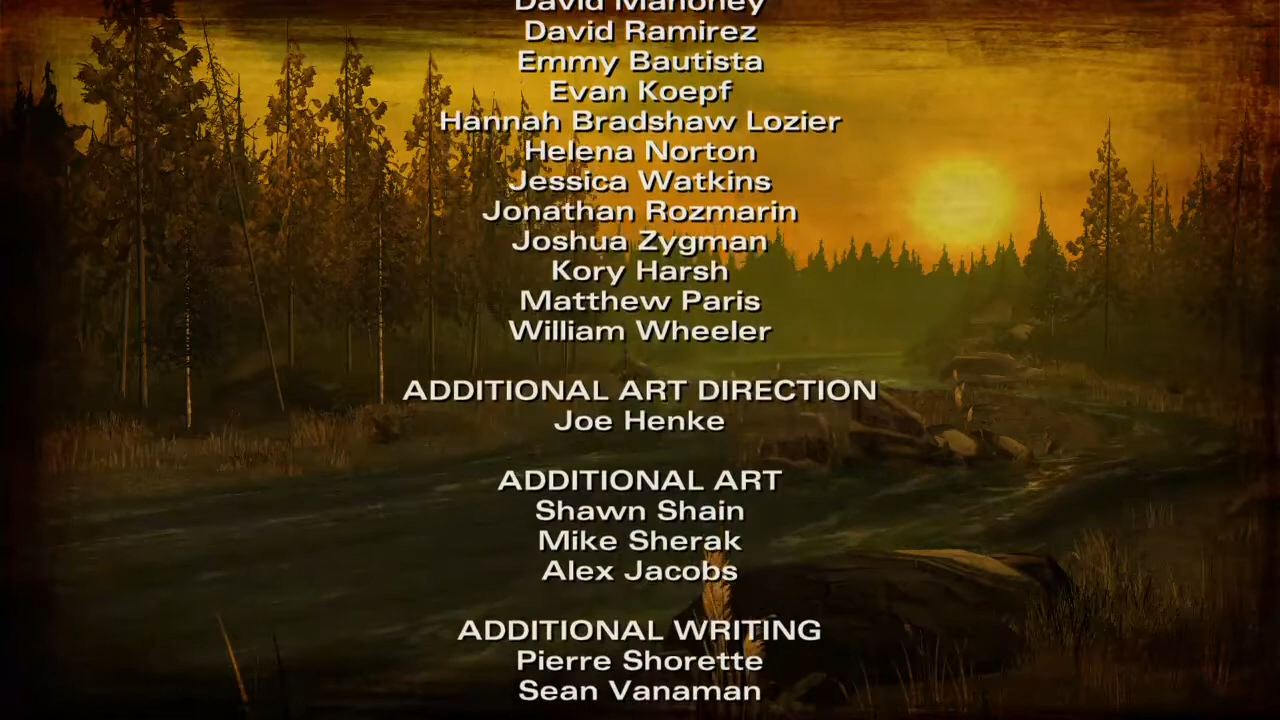 David Mahoney
David Ramirez
Emmy Bautista
Evan Koepf
Hannah Bradshaw Lozier
Helena Norton
Jessica Watkins
Jonathan Rozmarin
Joshua Zygman
Kory Harsh
Matthew Paris
William Wheeler
ADDITIONAL ART DIRECTION
Joe Henke
ADDITIONAL ART
Shawn Shain
Mike Sherak
Alex Jacobs
ADDITIONAL WRITING
Pierre Shorette
Sean Vanaman